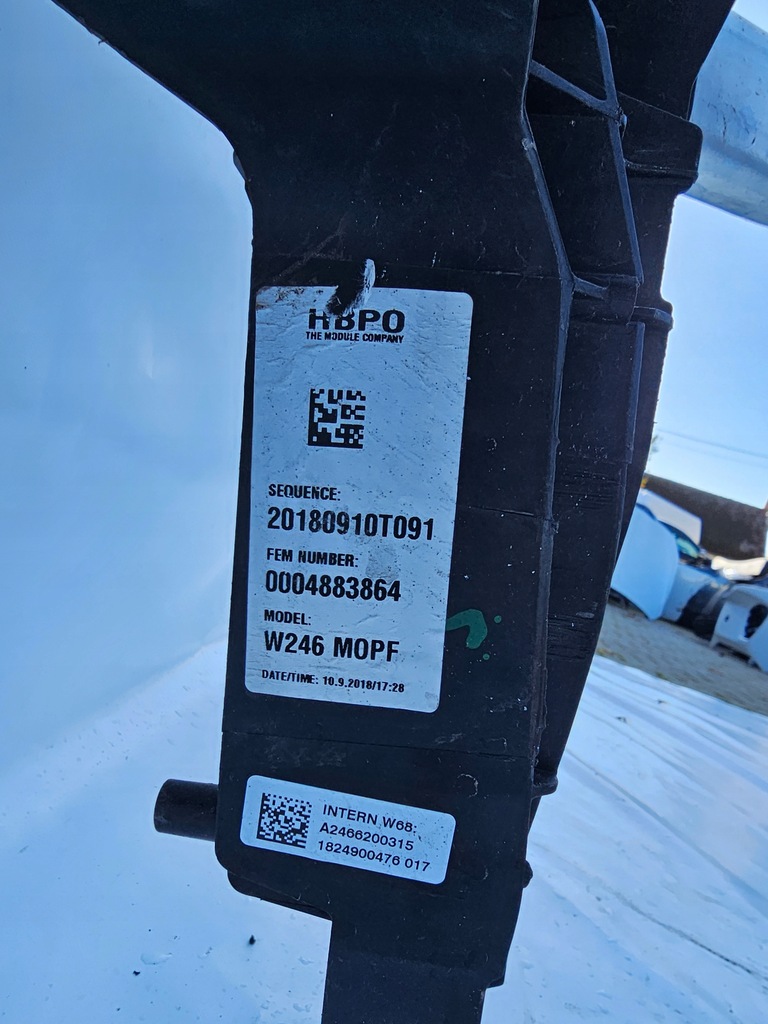 HBPO
THE MODULE COMPANY
SEQUENCE:
20180910T091
FEM NUMBER:
0004883864
MODEL:
W246 MOPF
DATE/TIME: 10.9.2018/17:28
INTERN W68:
A2466200315
1824900476 017